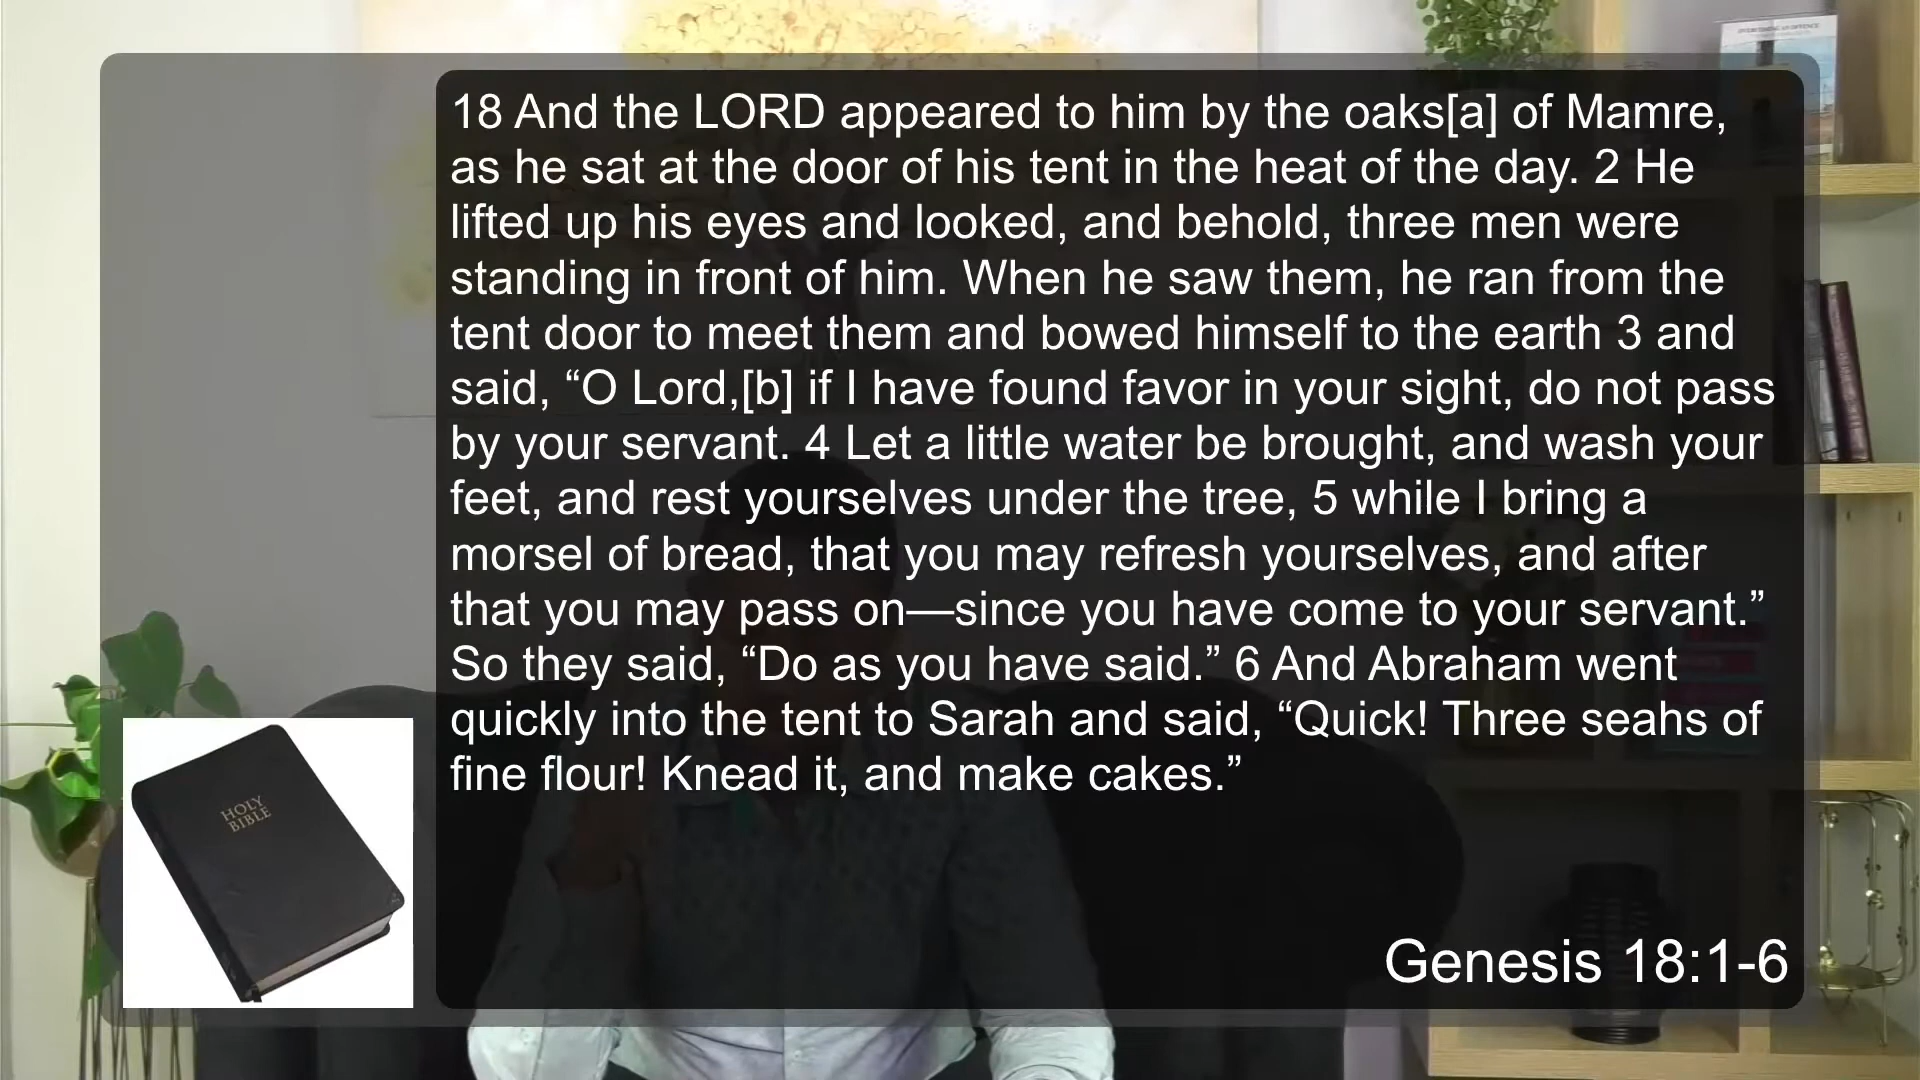 18 And the LORD appeared to him by the oaks[a] of Mamre,
as he sat at the door of his tent in the heat of the day. 2 He
lifted up his eyes and looked, and behold, three men were
standing in front of him. When he saw them, he ran from the
tent door to meet them and bowed himself to the earth 3 and
said, “O Lord,[b] if I have found favor in your sight, do not pass
by your servant. 4 Let a little water be brought, and wash your
feet, and rest yourselves under the tree, 5 while I bring a
morsel of bread, that you may refresh yourselves, and after
that you may pass on—since you have come to your servant.”
So they said, “Do as you have said.” 6 And Abraham went
quickly into the tent to Sarah and said, “Quick! Three seahs of
fine flour! Knead it, and make cakes.”
Genesis 18:1-6
HOLY
BIBLE